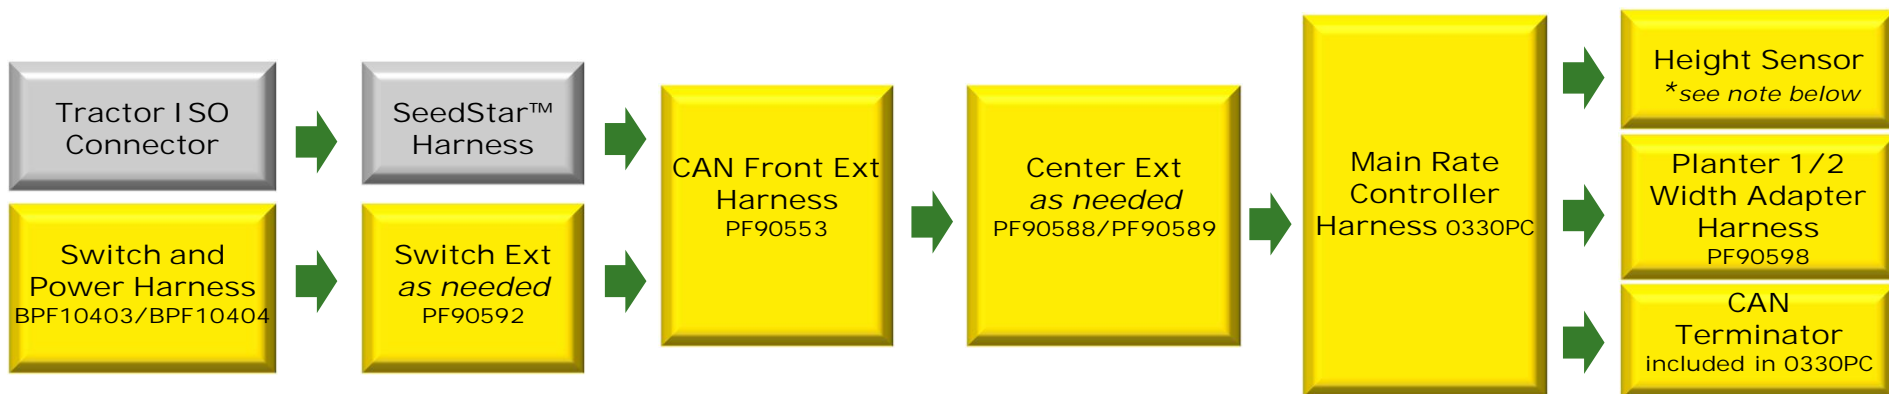 Tractor ISO
Connector
SeedStar™
Harness
Switch and
Power Harness
BPF10403/BPF10404
Switch Ext
as needed
PF90592
CAN Front Ext
Harness
PF90553
Center Ext
as needed
PF90588/PF90589
Main Rate
Controller
Harness 0330PC
Height Sensor
*see note below
Planter 1/2
Width Adapter
Harness
PF90598
CAN
Terminator
included in 0330PC